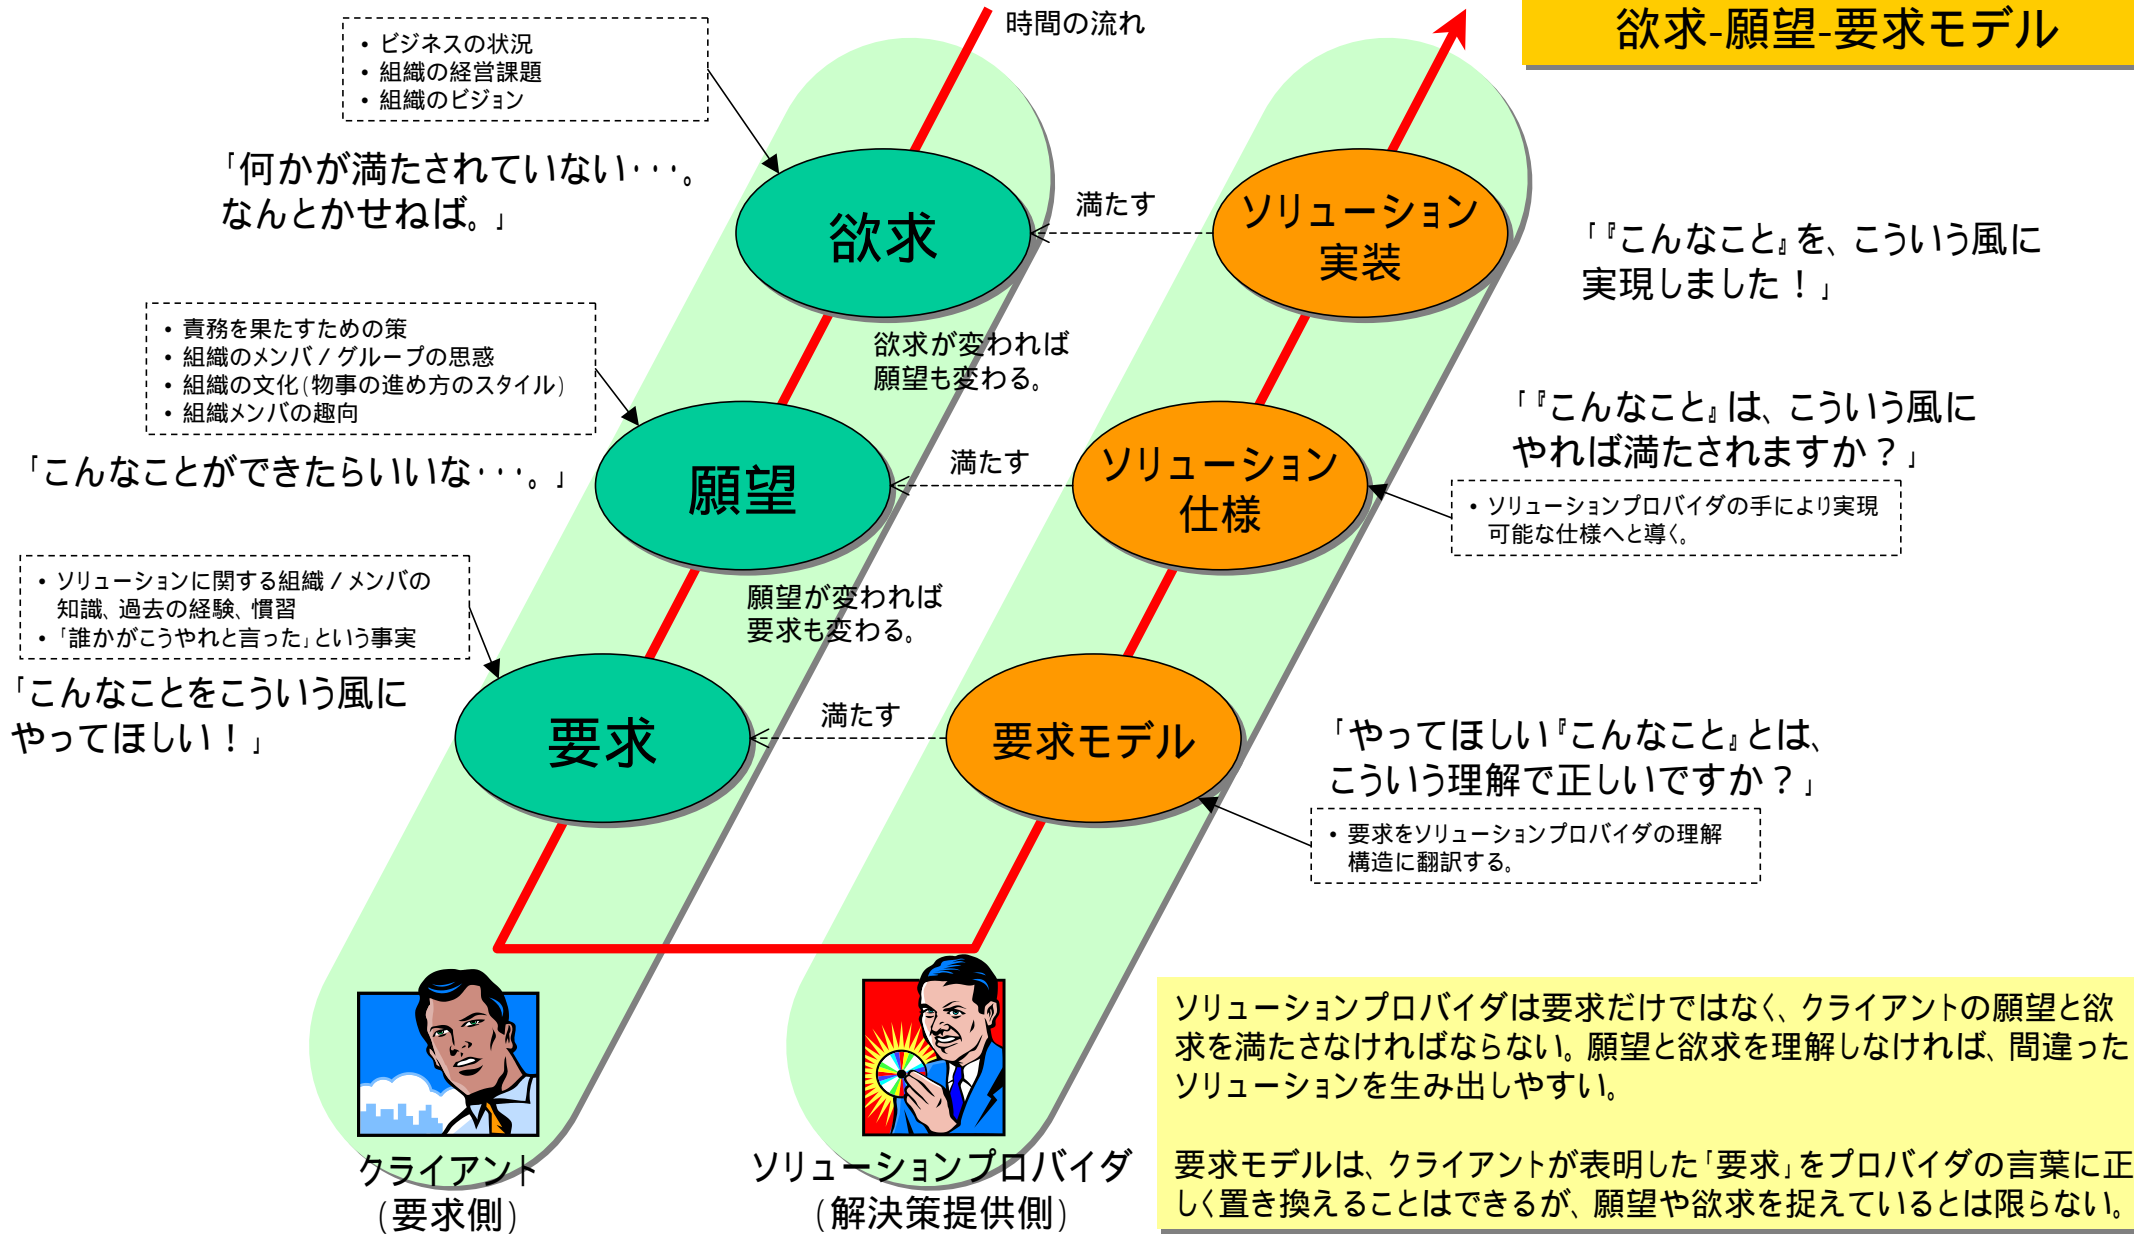 欲求-願望-要求モデル
時間の流れ
• ビジネスの状況
• 組織の経営課題
• 組織のビジョン
「何かが満たされていない・・・。
なんとかせねば。」
欲求
満たす
ソリューション
実装
「『こんなこと』を、こういう風に
実現しました！」
• 責務を果たすための策
• 組織のメンバ／グループの思惑
• 組織の文化(物事の進め方のスタイル)
• 組織メンバの趣向
欲求が変われば
願望も変わる。
「こんなことができたらいいな・・・。」
願望
満たす
ソリューション
仕様
「『こんなこと』は、こういう風に
やれば満たされますか？」
• ソリューションプロバイダの手により実現
可能な仕様へと導く。
• ソリューションに関する組織／メンバの
知識、過去の経験、慣習
• 「誰かがこうやれと言った」という事実
願望が変われば
要求も変わる。
「こんなことをこういう風に
やってほしい！」
要求
満たす
要求モデル
「やってほしい『こんなこと』とは、
こういう理解で正しいですか？」
• 要求をソリューションプロバイダの理解
構造に翻訳する。
クライアント
(要求側)
ソリューションプロバイダ
(解決策提供側)
ソリューションプロバイダは要求だけではなく、クライアントの願望と欲
求を満たさなければならない。願望と欲求を理解しなければ、間違った
ソリューションを生み出しやすい。
要求モデルは、クライアントが表明した「要求」をプロバイダの言葉に正
しく置き換えることはできるが、願望や欲求を捉えているとは限らない。